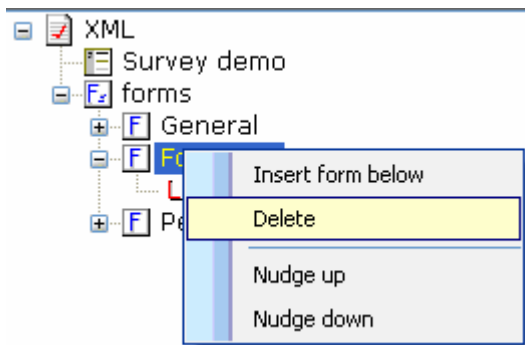 XML
Survey demo
forms
General
Insert form below
Delete
Nudge up
Nudge down